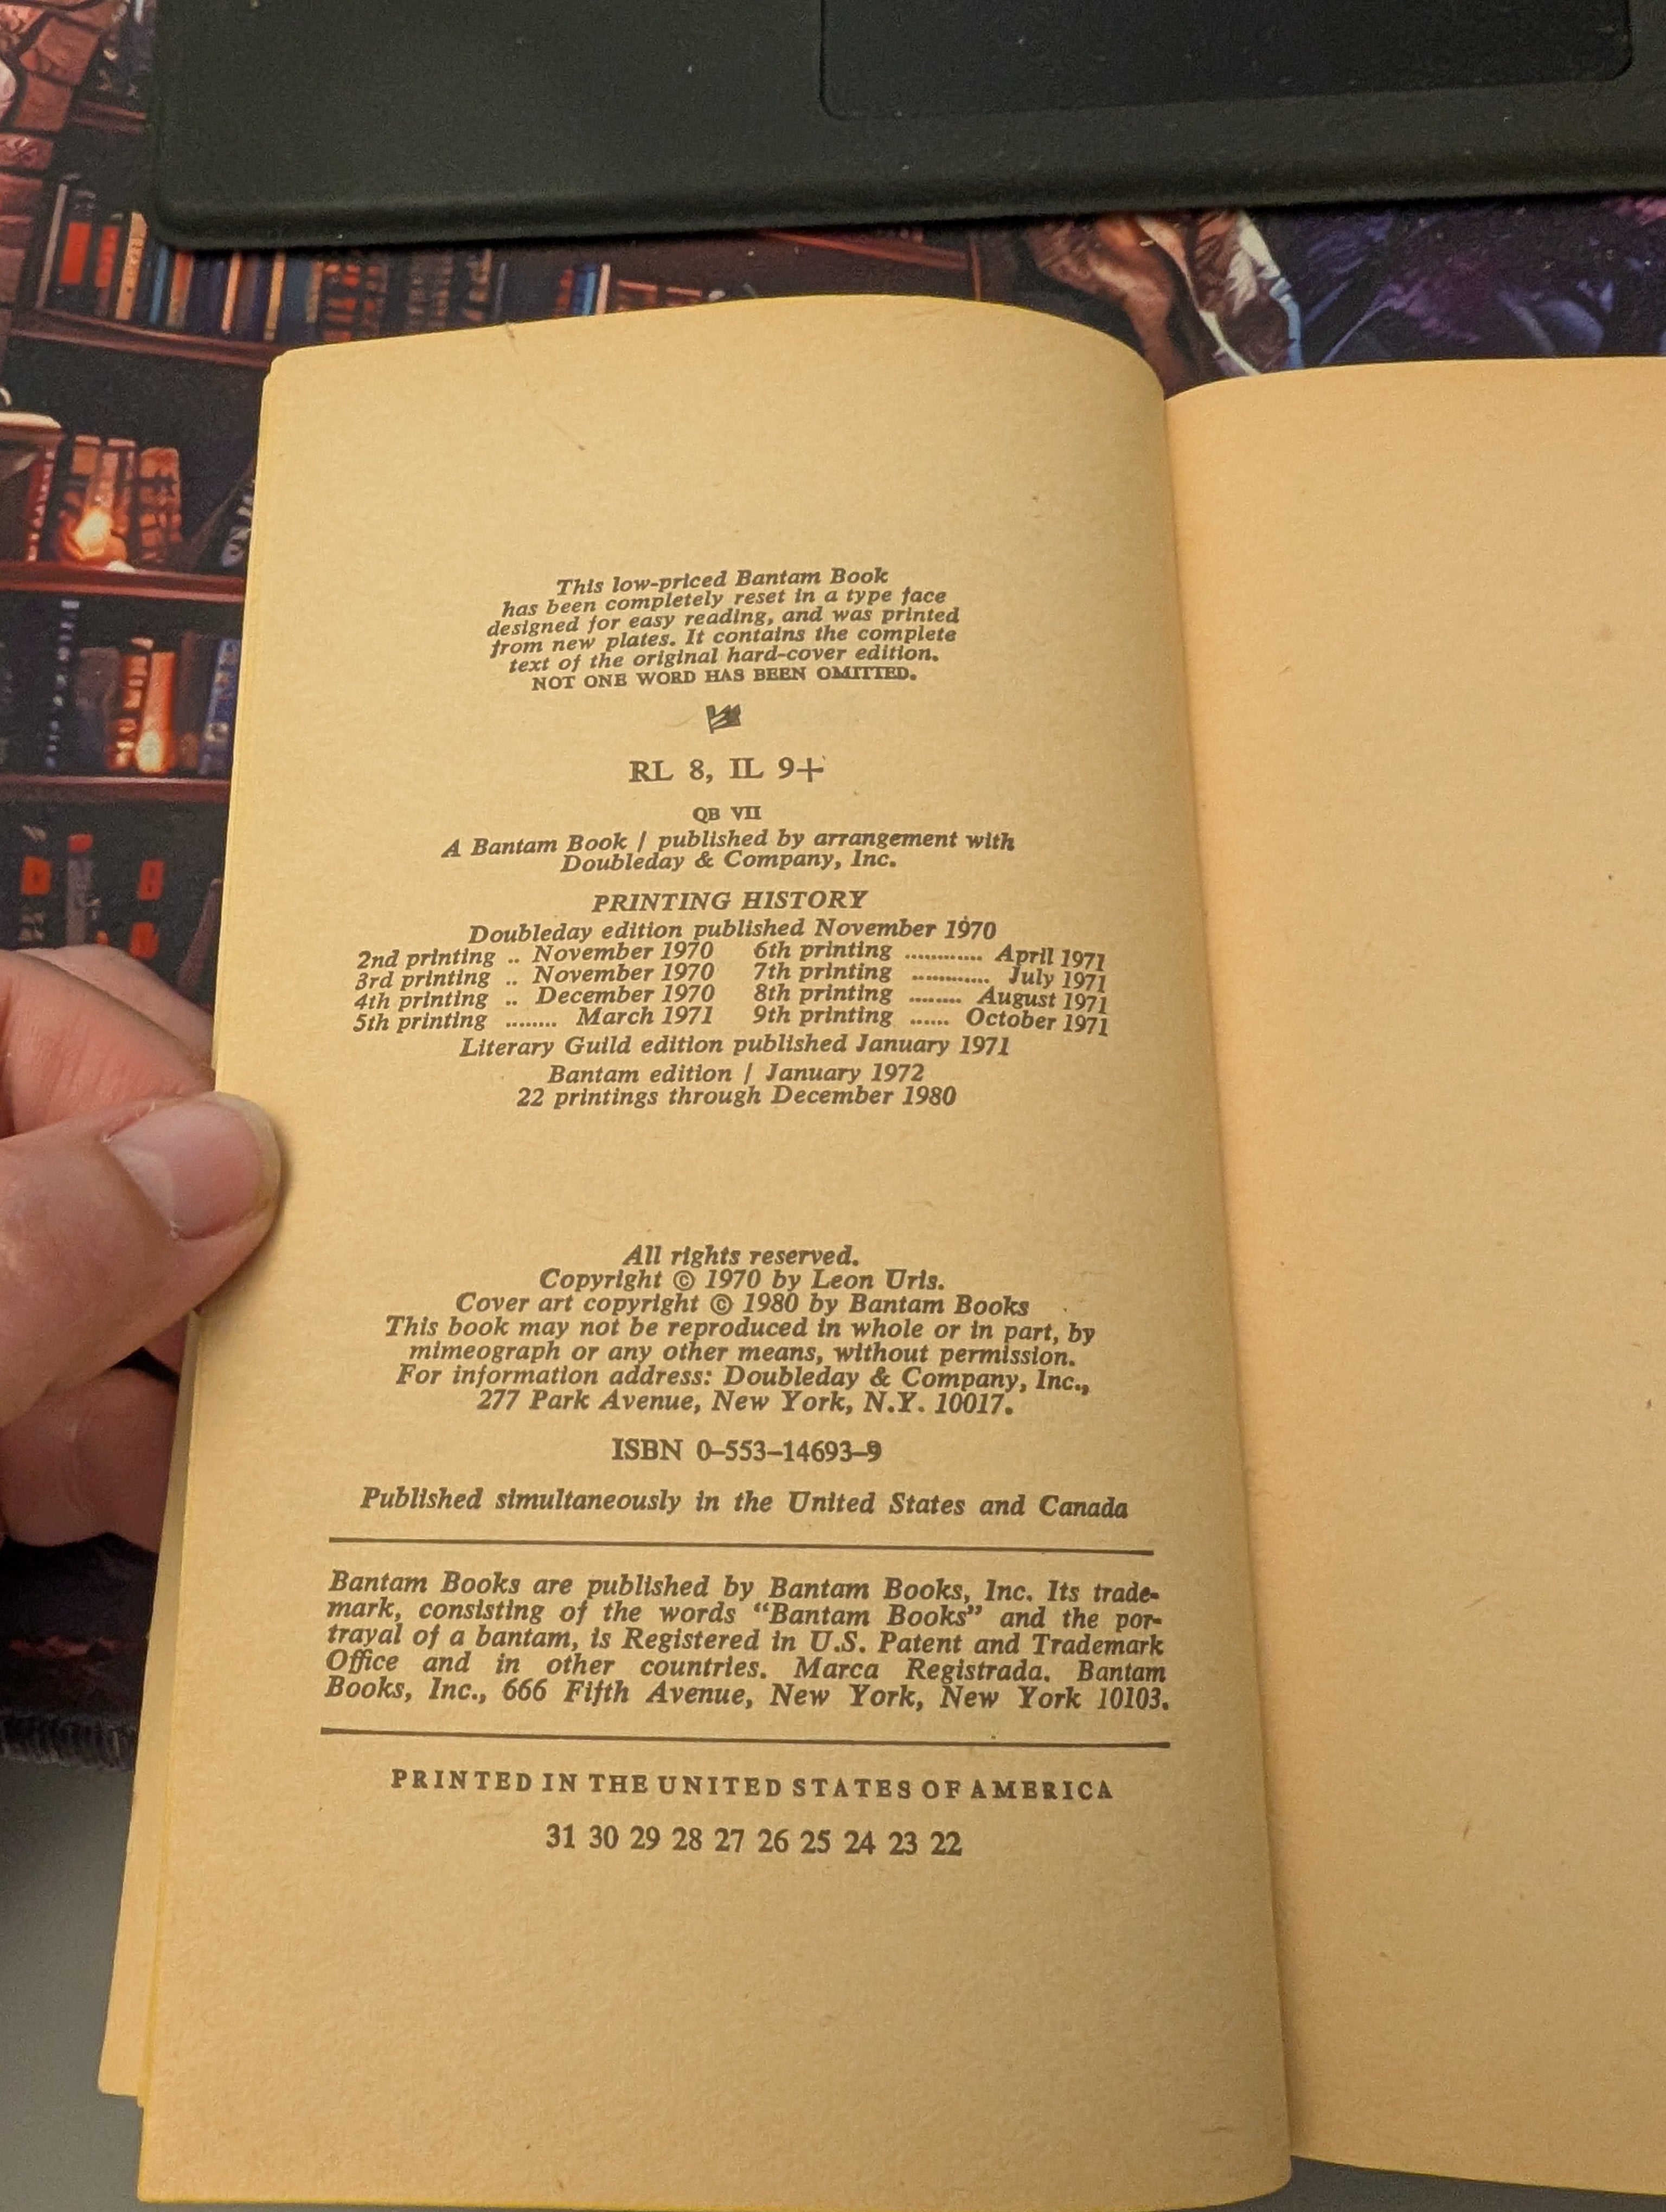 This low-priced Bantam Book
has been completely reset in a type face
designed for easy reading, and was printed
from new plates. It contains the complete
text of the original hard-cover edition.
NOT ONE WORD HAS BEEN OMITTED.
RL 8, IL 9+
QB VII
A Bantam Book / published by arrangement with
Doubleday & Company, Inc.
PRINTING HISTORY
Doubleday edition published November 1970
2nd printing .. November 1970 6th printing ............ April 1971
3rd printing .. November 1970 7th printing ............ July 1971
4th printing .. December 1970 8th printing ........ August 1971
5th printing ........ March 1971 9th printing ...... October 1971
Literary Guild edition published January 1971
Bantam edition / January 1972
22 printings through December 1980
All rights reserved.
Copyright © 1970 by Leon Uris.
Cover art copyright © 1980 by Bantam Books
This book may not be reproduced in whole or in part, by
mimeograph or any other means, without permission.
For information address: Doubleday & Company, Inc.,
277 Park Avenue, New York, N.Y. 10017.
ISBN 0–553–14693–9
Published simultaneously in the United States and Canada
Bantam Books are published by Bantam Books, Inc. Its trade-
mark, consisting of the words “Bantam Books” and the por-
trayal of a bantam, is Registered in U.S. Patent and Trademark
Office and in other countries. Marca Registrada. Bantam
Books, Inc., 666 Fifth Avenue, New York, New York 10103.
PRINTED IN THE UNITED STATES OF AMERICA
31 30 29 28 27 26 25 24 23 22